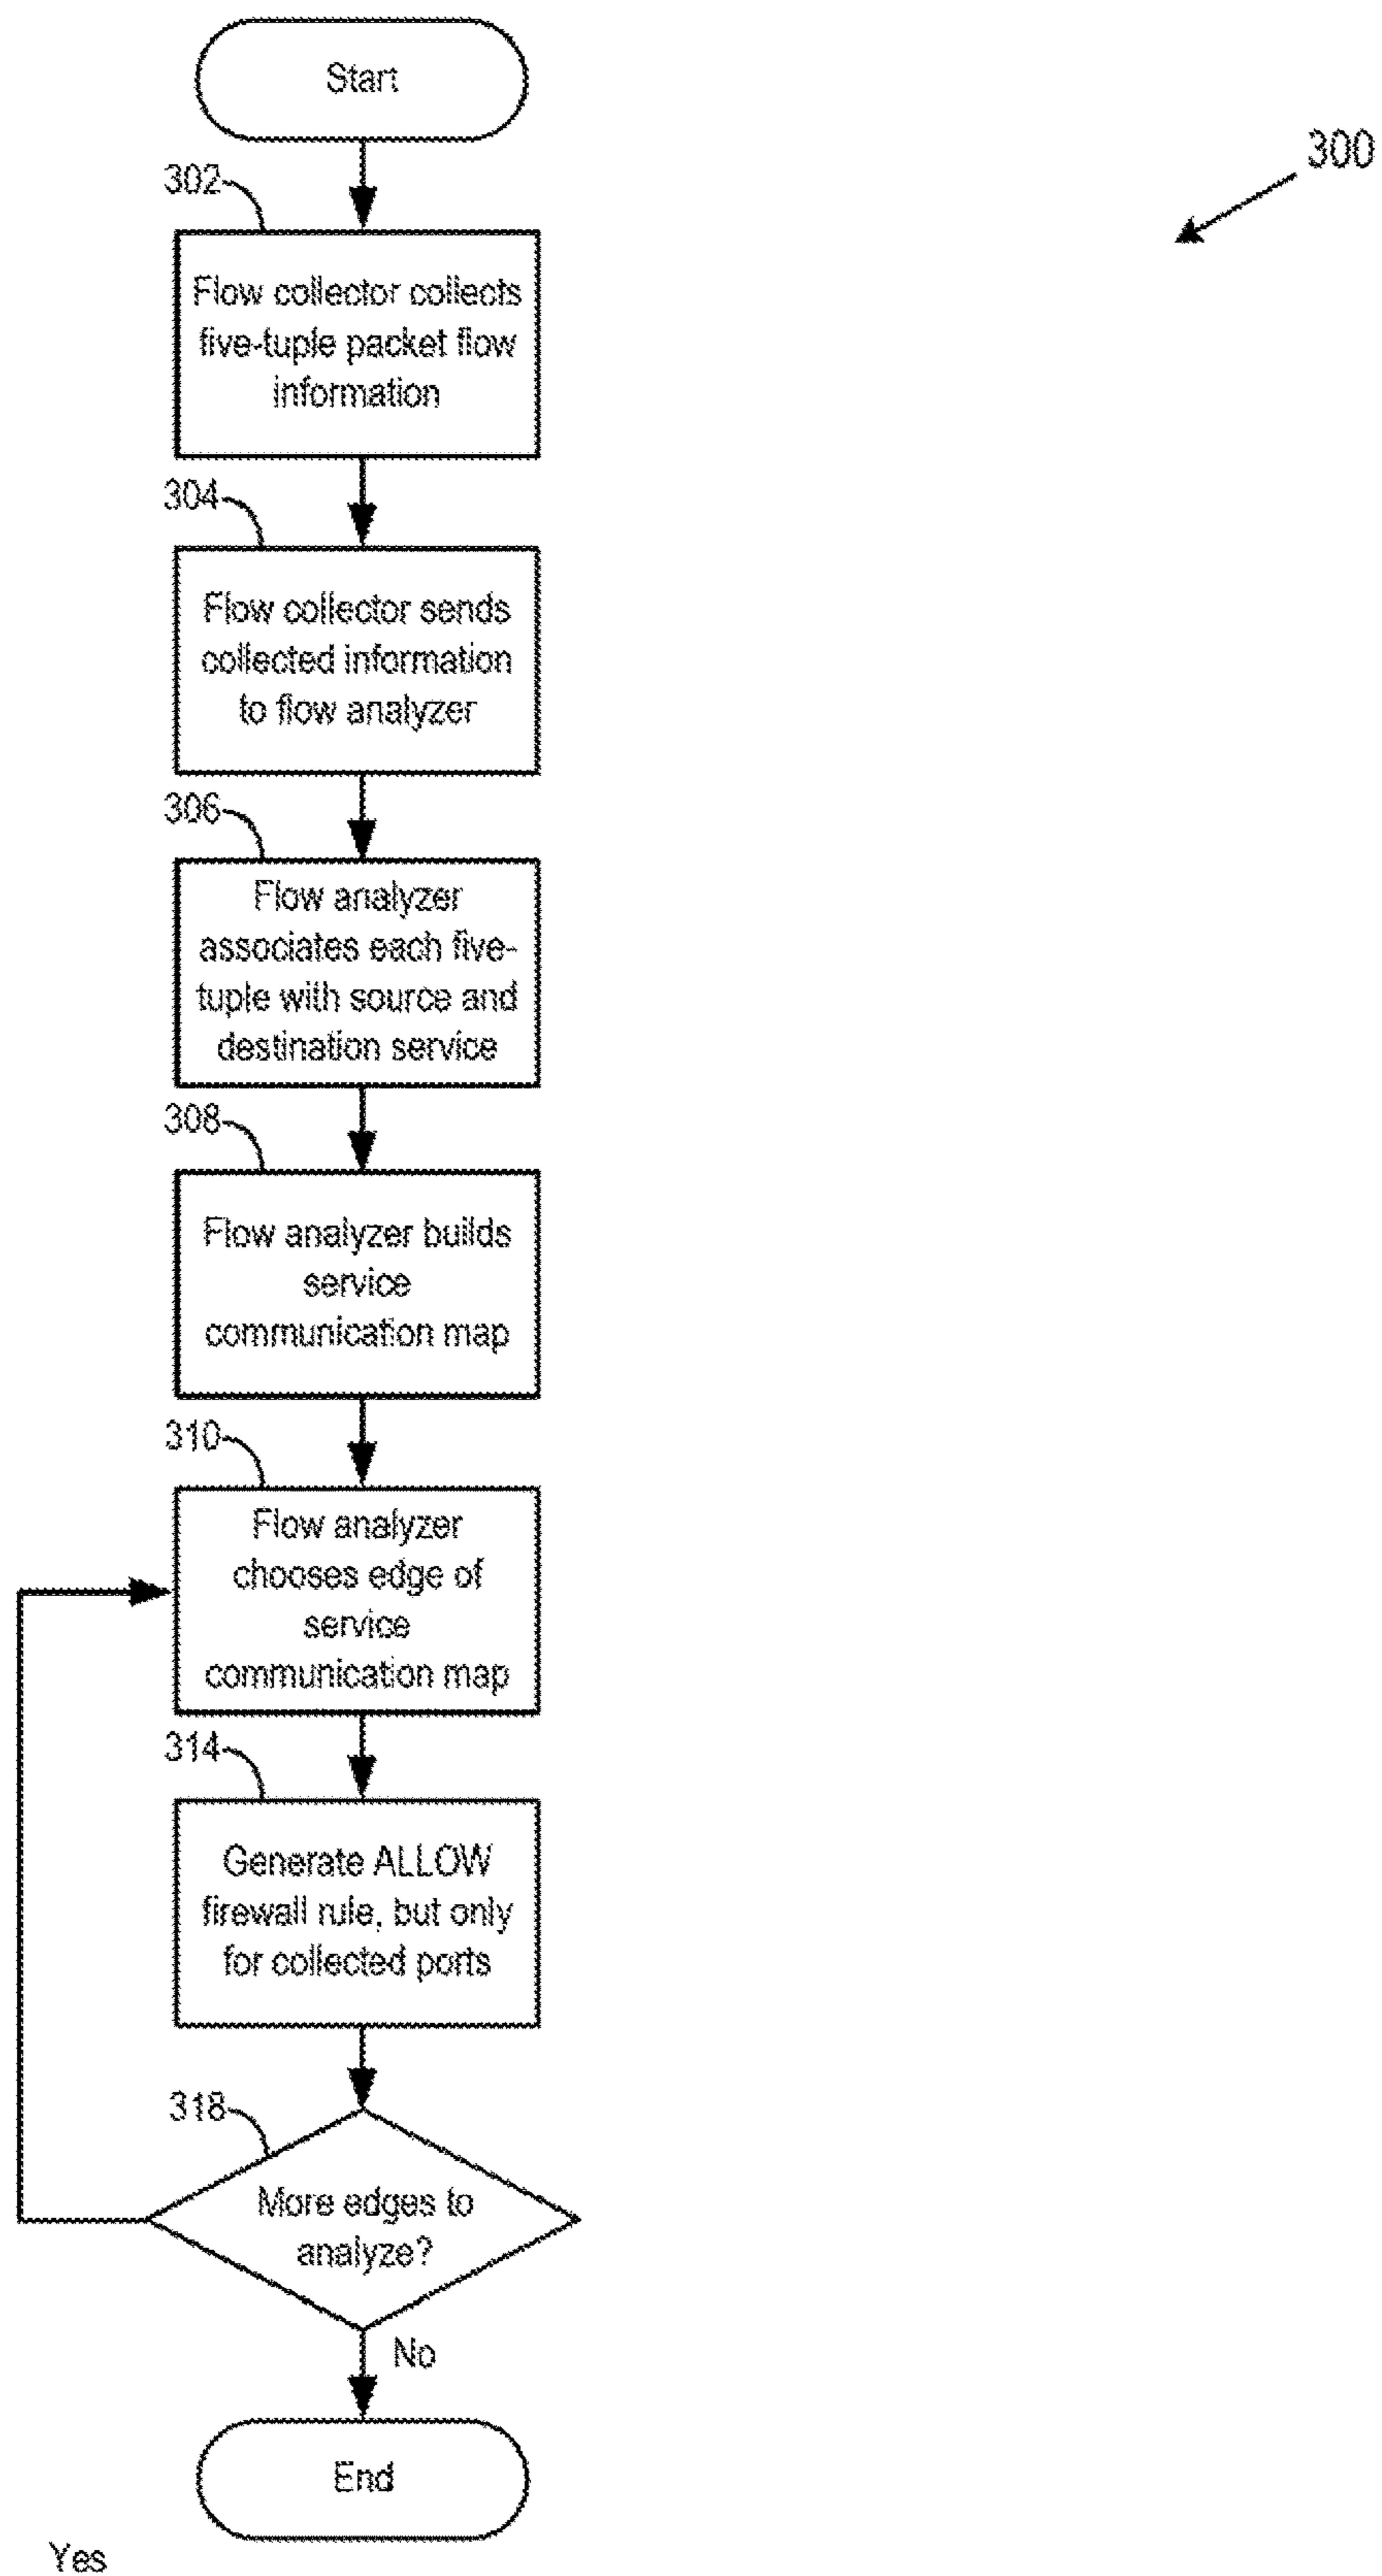 Start
300
302
Flow collector collects
five-tuple packet flow
information
304
Flow collector sends
collected information
to flow analyzer
306
Flow analyzer
associates each five-
tuple with source and
destination service
308
Flow analyzer builds
service
communication map
310
Flow analyzer
chooses edge of
service
communication map
314
Generate ALLOW
firewall rule, but only
for collected ports
318
More edges to
analyze?
No
End
Yes